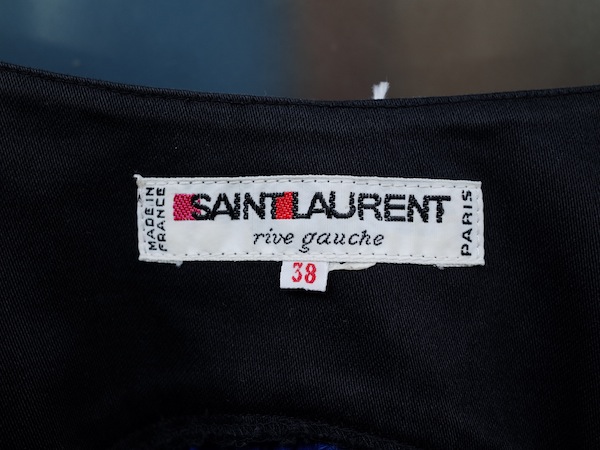 MADE IN
FRANCE
SAINT LAURENT
rive gauche
PARIS
38